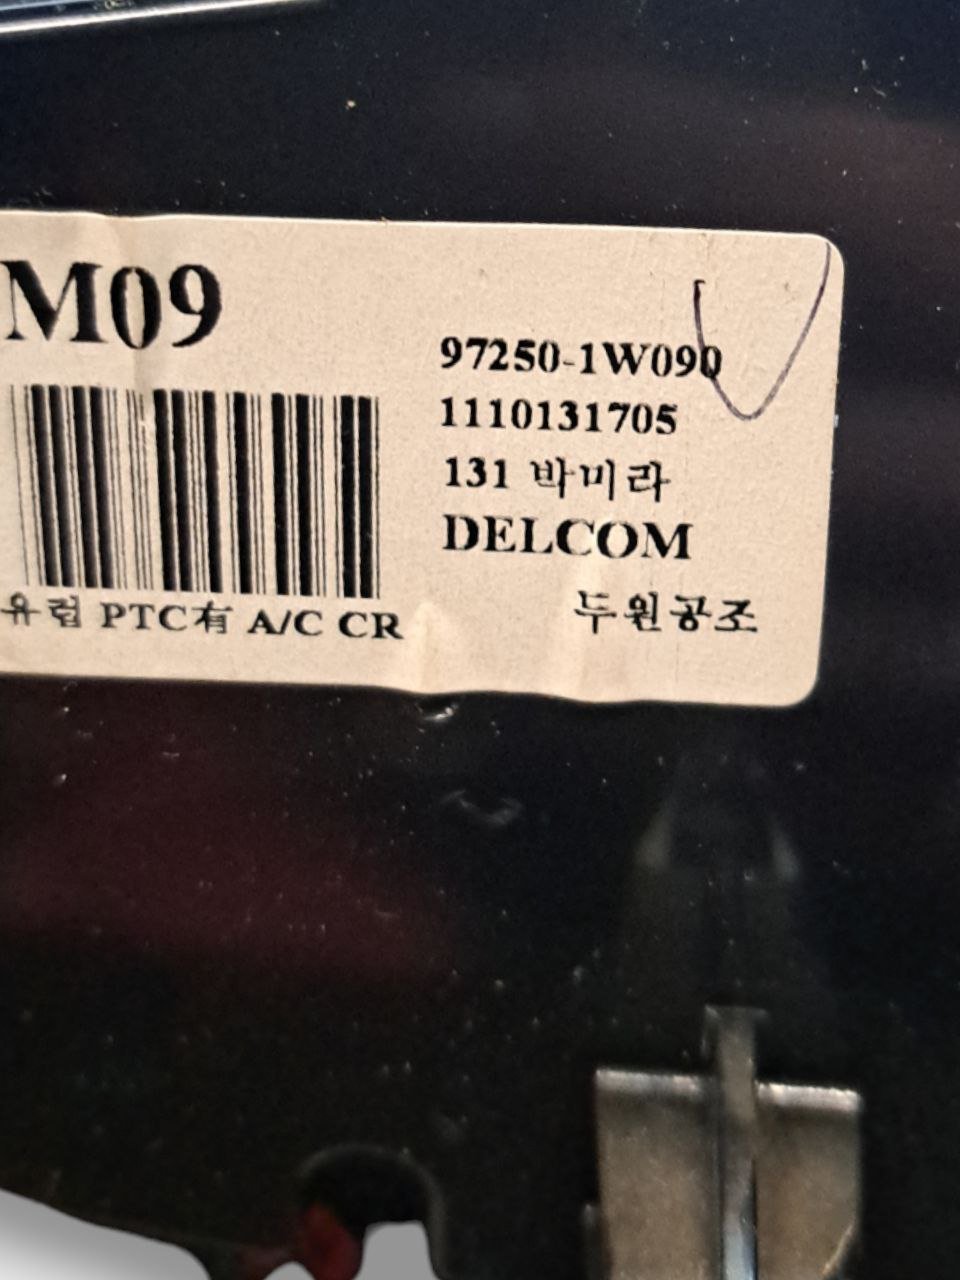 M09
97250-1W090
1110131705
131 박미라
DELCOM
유럽 PTC有 A/C CR
두원공조